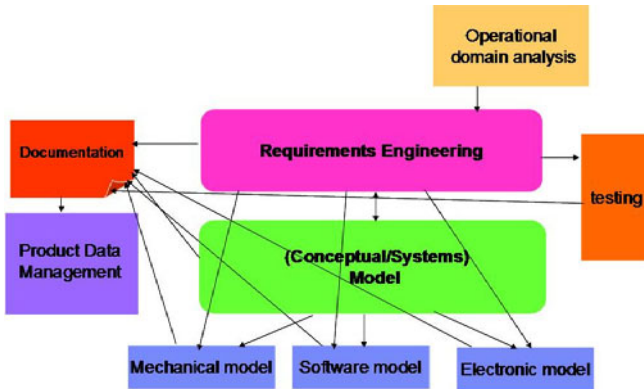 Operational
domain analysis
Requirements Engineering
Documentation
testing
Product Data
Management
(Conceptual/Systems)
Model
Mechanical model
Software model
Electronic model